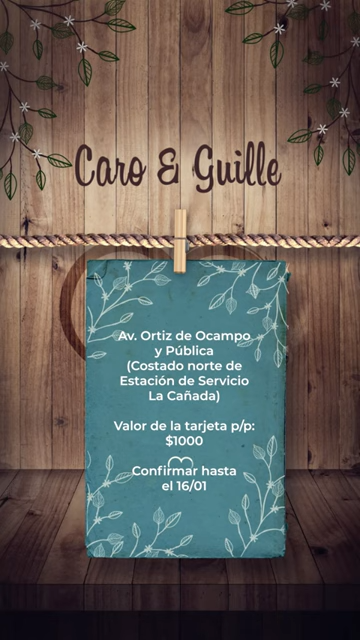 Caro & Guille
Av. Ortiz de Ocampo
y Pública
(Costado norte de
Estación de Servicio
La Cañada)
Valor de la tarjeta p/p:
$1000
Confirmar hasta
el 16/01